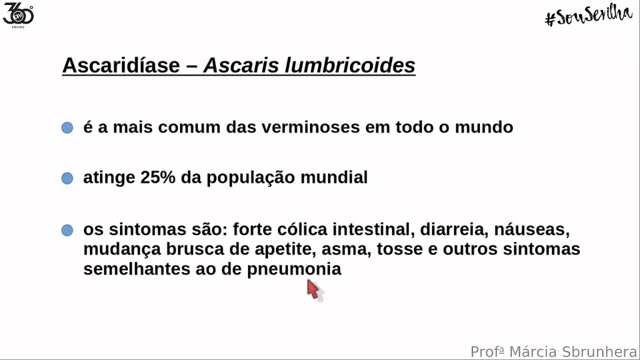 360°
#SouSevilha
Ascaridíase – Ascaris lumbricoides
é a mais comum das verminoses em todo o mundo
atinge 25% da população mundial
os sintomas são: forte cólica intestinal, diarreia, náuseas,
mudança brusca de apetite, asma, tosse e outros sintomas
semelhantes ao de pneumonia
Profª Márcia Sbrunhera